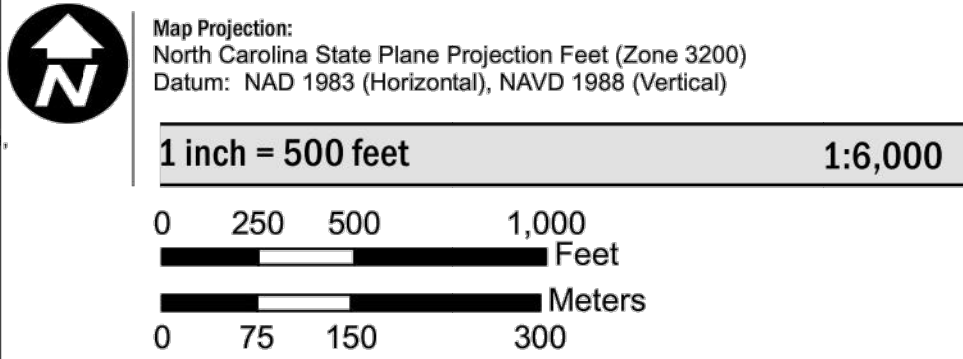 N
Map Projection:
North Carolina State Plane Projection Feet (Zone 3200)
Datum: NAD 1983 (Horizontal), NAVD 1988 (Vertical)
1 inch = 500 feet 1:6,000
0 250 500 1,000
Feet
Meters
0 75 150 300